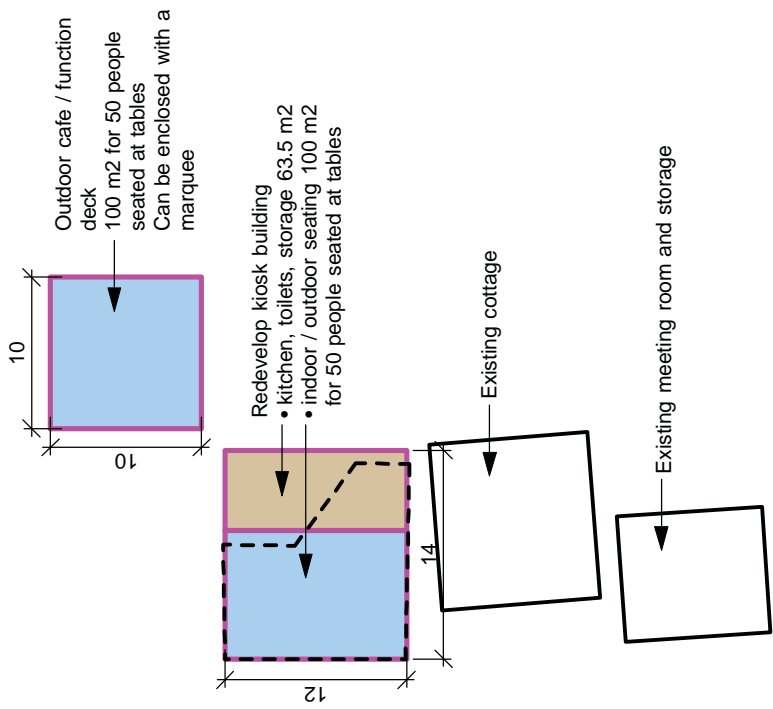 Outdoor cafe / function
deck
100 m2 for 50 people
seated at tables
Can be enclosed with a
marquee
10
10
Redevelop kiosk building
• kitchen, toilets, storage 63.5 m2
• indoor / outdoor seating 100 m2
for 50 people seated at tables
12
14
Existing cottage
Existing meeting room and storage